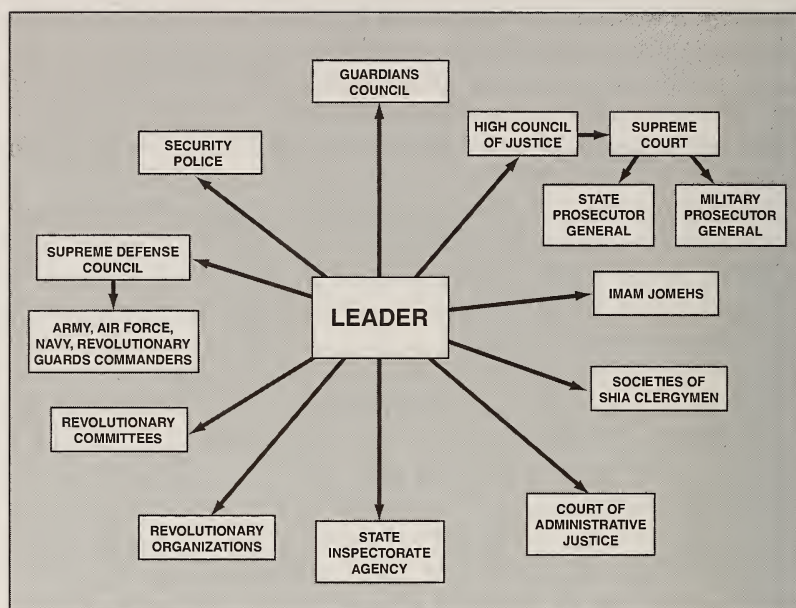 GUARDIANS
COUNCIL
HIGH COUNCIL
OF JUSTICE
SUPREME
COURT
SECURITY
POLICE
STATE
PROSECUTOR
GENERAL
MILITARY
PROSECUTOR
GENERAL
SUPREME DEFENSE
COUNCIL
IMAM JOMEHS
LEADER
ARMY, AIR FORCE,
NAVY, REVOLUTIONARY
GUARDS COMMANDERS
SOCIETIES OF
SHIA CLERGYMEN
REVOLUTIONARY
COMMITTEES
COURT OF
ADMINISTRATIVE
JUSTICE
REVOLUTIONARY
ORGANIZATIONS
STATE
INSPECTORATE
AGENCY